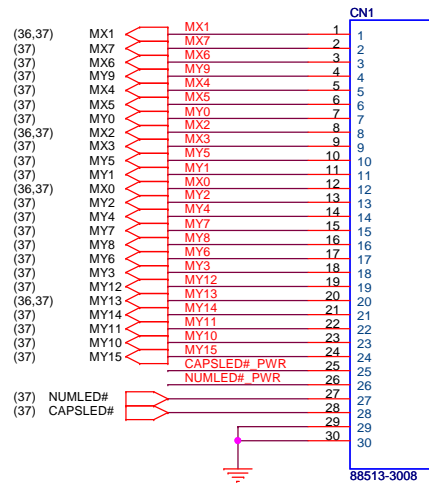 CN1
(36,37) MX1 MX1 1 1
(37) MX7 MX7 2 2
(37) MX6 MX6 3 3
(37) MY9 MY9 4 4
(37) MX4 MX4 5 5
(37) MX5 MX5 6 6
(37) MY0 MY0 7 7
(36,37) MX2 MX2 8 8
(37) MX3 MX3 9 9
(37) MY5 MY5 10 10
(37) MY1 MY1 11 11
(36,37) MX0 MX0 12 12
(37) MY2 MY2 13 13
(37) MY4 MY4 14 14
(37) MY7 MY7 15 15
(37) MY8 MY8 16 16
(37) MY6 MY6 17 17
(37) MY3 MY3 18 18
(37) MY12 MY12 19 19
(36,37) MY13 MY13 20 20
(37) MY14 MY14 21 21
(37) MY11 MY11 22 22
(37) MY10 MY10 23 23
(37) MY15 MY15 24 24
CAPSLED#_PWR 25 25
NUMLED#_PWR 26 26
(37) NUMLED# 27 27
(37) CAPSLED# 28 28
29 29
30 30
88513-3008